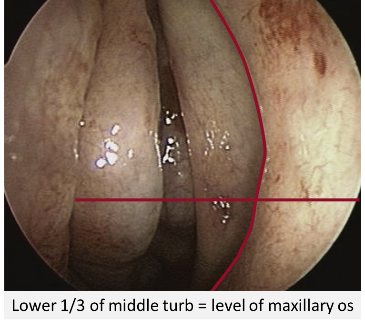 Lower 1/3 of middle turb = level of maxillary os